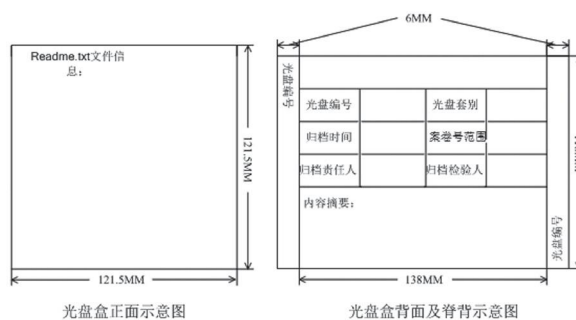 6MM
Readme.txt文件信
息：
光盘编号
光盘编号
光盘套别
归档时间
案卷号范围
归档责任人
归档检验人
内容摘要：
光盘编号
121.5MM
121.5MM
138MM
光盘盒正面示意图
光盘盒背面及脊背示意图